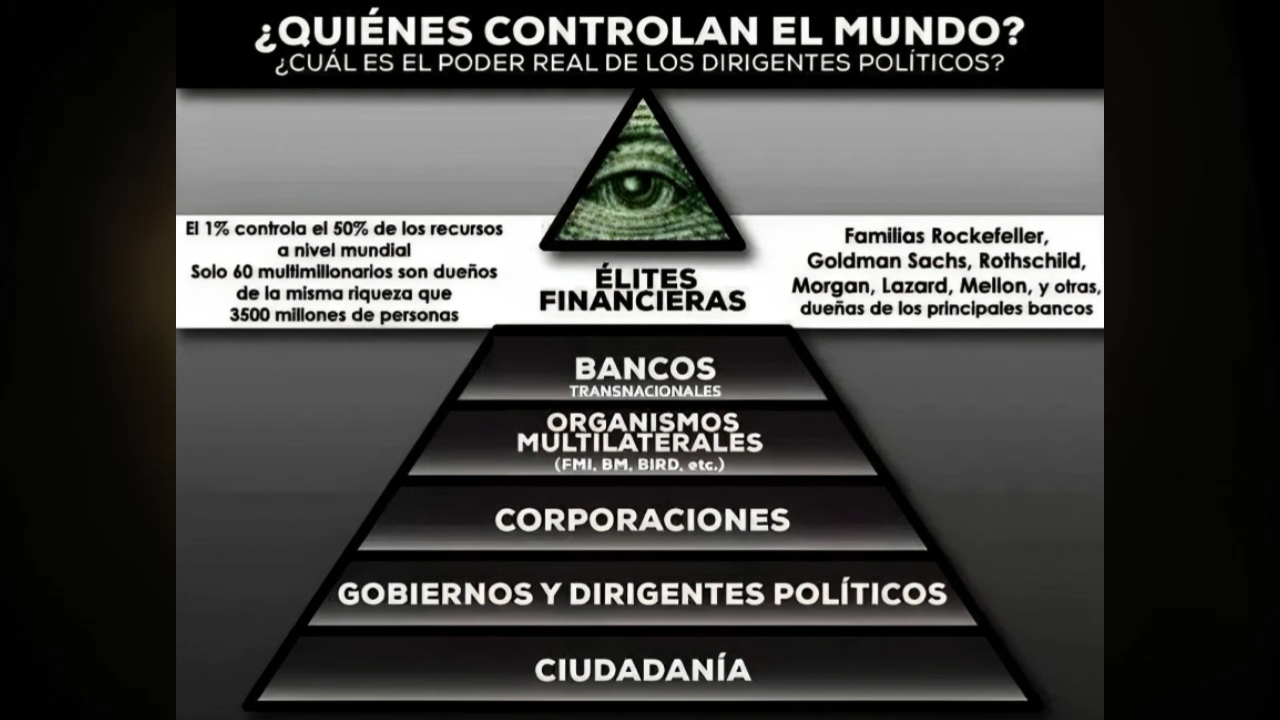 ¿QUIÉNES CONTROLAN EL MUNDO?
¿CUÁL ES EL PODER REAL DE LOS DIRIGENTES POLÍTICOS?
El 1% controla el 50% de los recursos
a nivel mundial
Solo 60 multimillonarios son dueños
de la misma riqueza que
3500 millones de personas
ÉLITES
FINANCIERAS
Familias Rockefeller,
Goldman Sachs, Rothschild,
Morgan, Lazard, Mellon, y otras,
dueñas de los principales bancos
BANCOS
TRANSNACIONALES
ORGANISMOS
MULTILATERALES
(FMI, BM, BIRD, etc.)
CORPORACIONES
GOBIERNOS Y DIRIGENTES POLÍTICOS
CIUDADANÍA